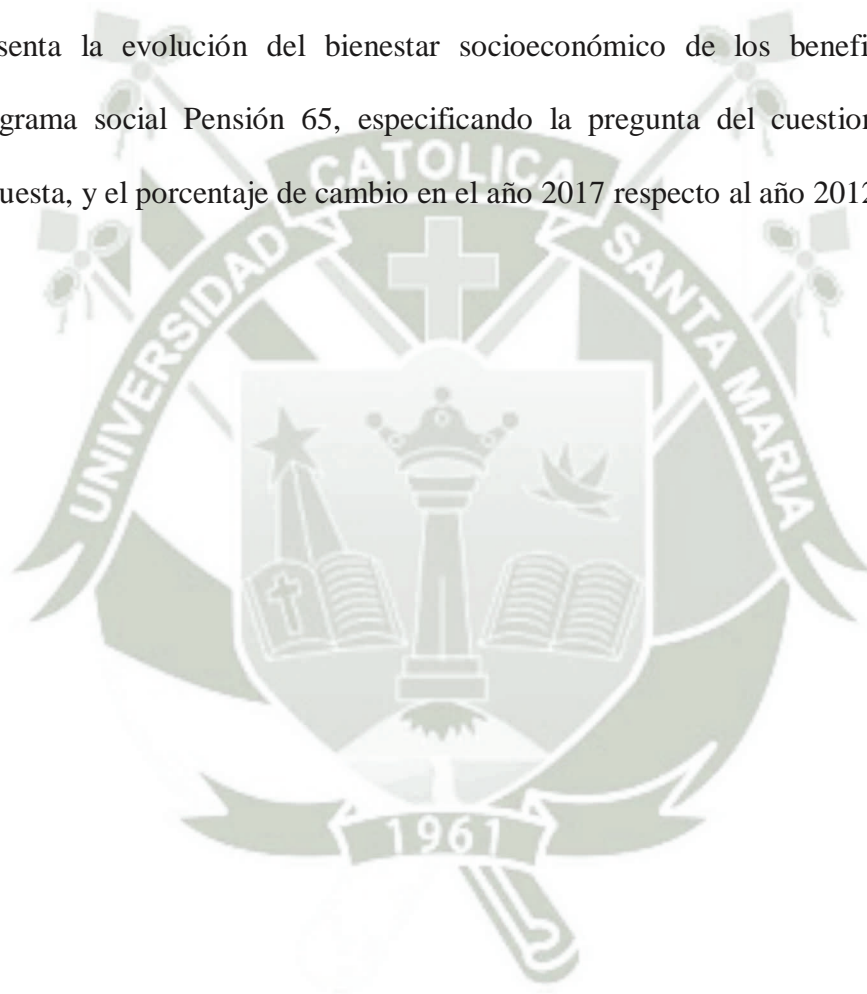 senta la evolución del bienestar socioeconómico de los benefi
grama social Pensión 65, especificando la pregunta del cuestion
uesta, y el porcentaje de cambio en el año 2017 respecto al año 2012
UNIVERSIDAD CATOLICA SANTA MARIA
1961